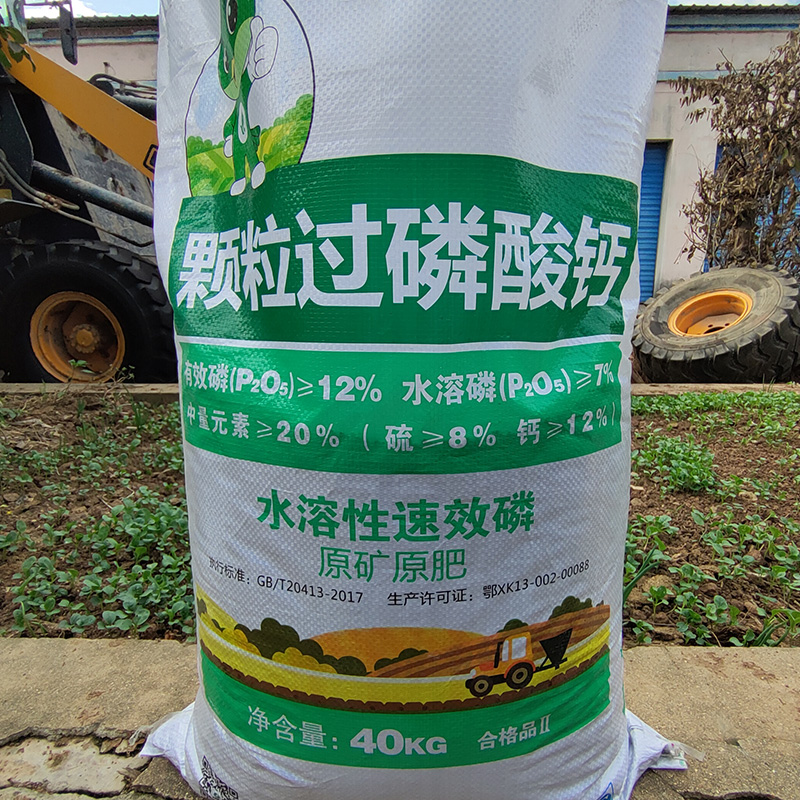 颗粒过磷酸钙
有效磷(P₂O₅)≥12% 水溶磷(P₂O₅)≥7%
中量元素≥20% ( 硫≥8% 钙≥12% )
水溶性速效磷
原矿原肥
执行标准: GB/T20413-2017 生产许可证: 鄂XK13-002-00088
净含量: 40KG 合格品Ⅱ